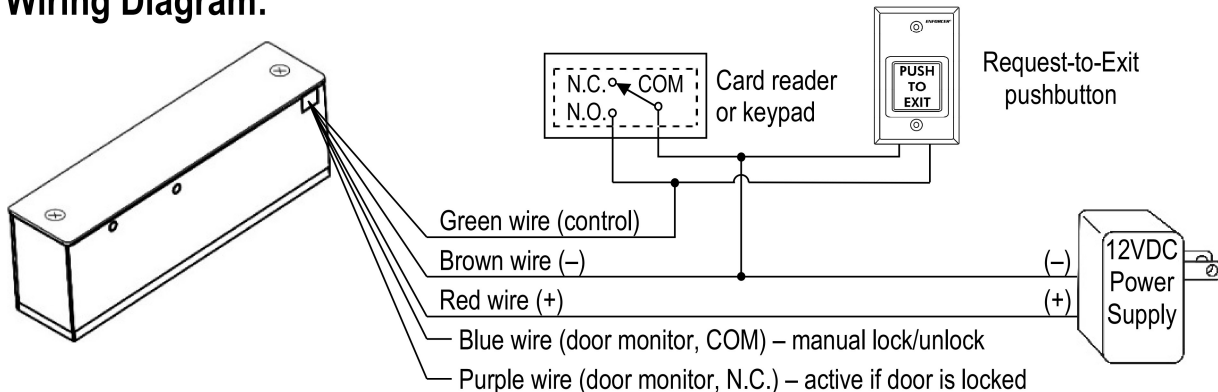 Wiring Diagram:
N.C. COM
N.O.
Card reader
or keypad
ENFORCER
PUSH
TO
EXIT
Request-to-Exit
pushbutton
Green wire (control)
Brown wire (–)
(–)
Red wire (+)
(+)
12VDC
Power
Supply
Blue wire (door monitor, COM) – manual lock/unlock
Purple wire (door monitor, N.C.) – active if door is locked